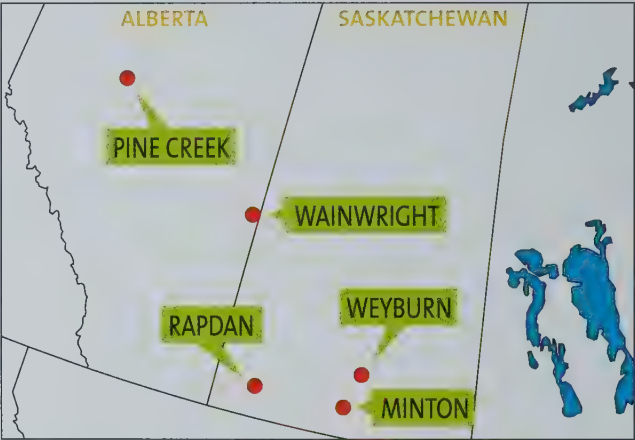 ALBERTA
SASKATCHEWAN
PINE CREEK
WAINWRIGHT
WEYBURN
RAPDAN
MINTON